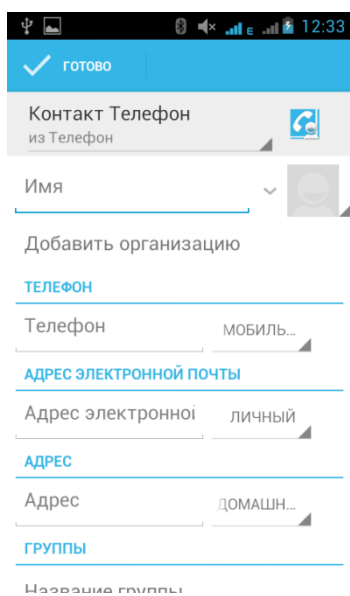 E 12:33
ГОТОВО
Контакт Телефон
из Телефон
Имя
Добавить организацию
ТЕЛЕФОН
Телефон МОБИЛЬ...
АДРЕС ЭЛЕКТРОННОЙ ПОЧТЫ
Адрес электронної ЛИЧНЫЙ
АДРЕС
Адрес ДОМАШН...
ГРУППЫ
Название группы